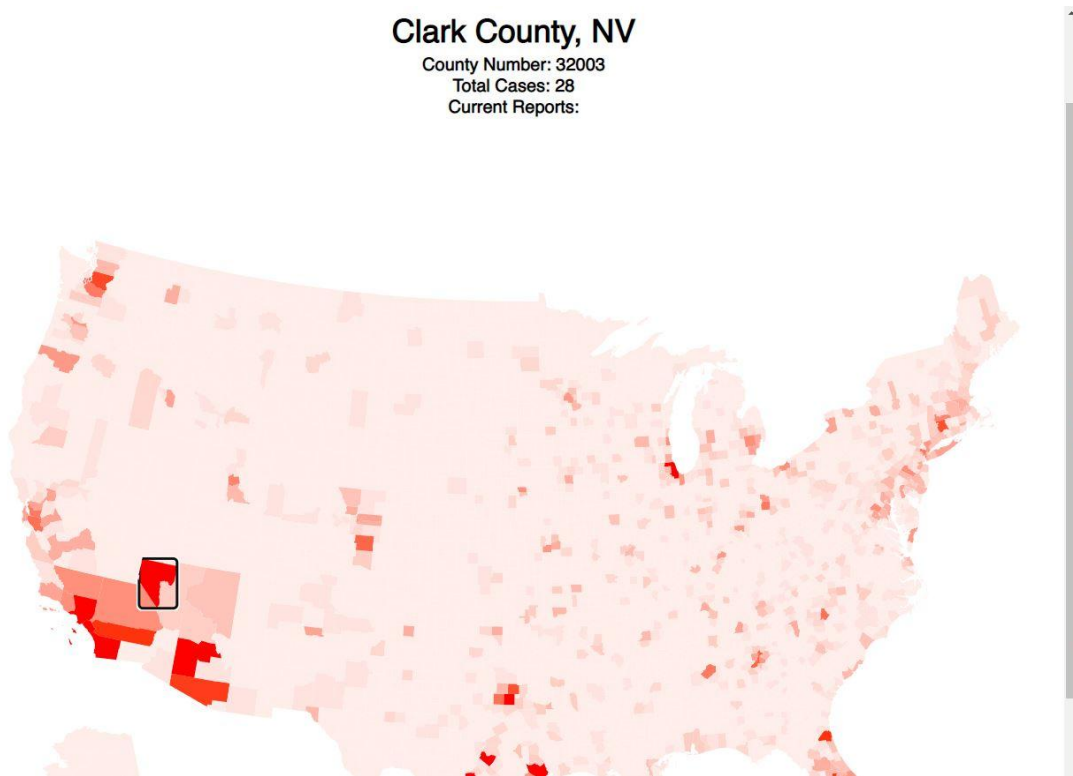 Clark County, NV
County Number: 32003
Total Cases: 28
Current Reports: